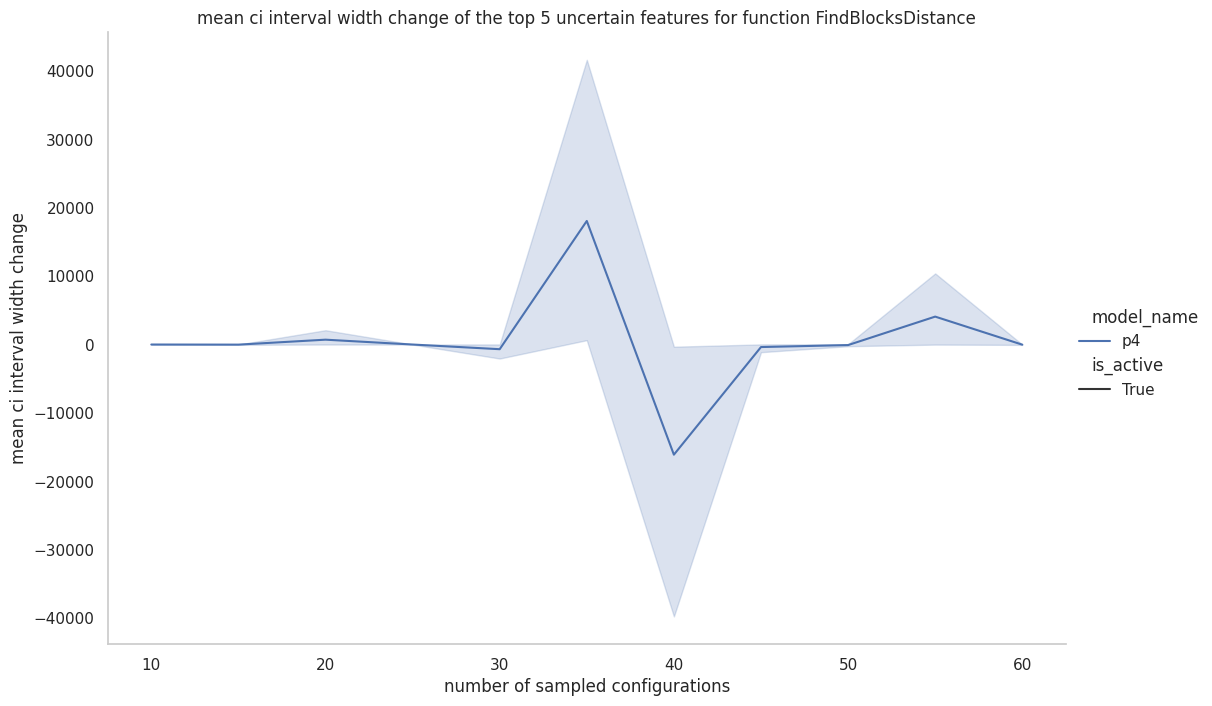 mean ci interval width change of the top 5 uncertain features for function FindBlocksDistance
40000
30000
20000
10000
0
−10000
−20000
−30000
−40000
mean ci interval width change
10
20
30
40
50
60
number of sampled configurations
model_name
p4
is_active
True